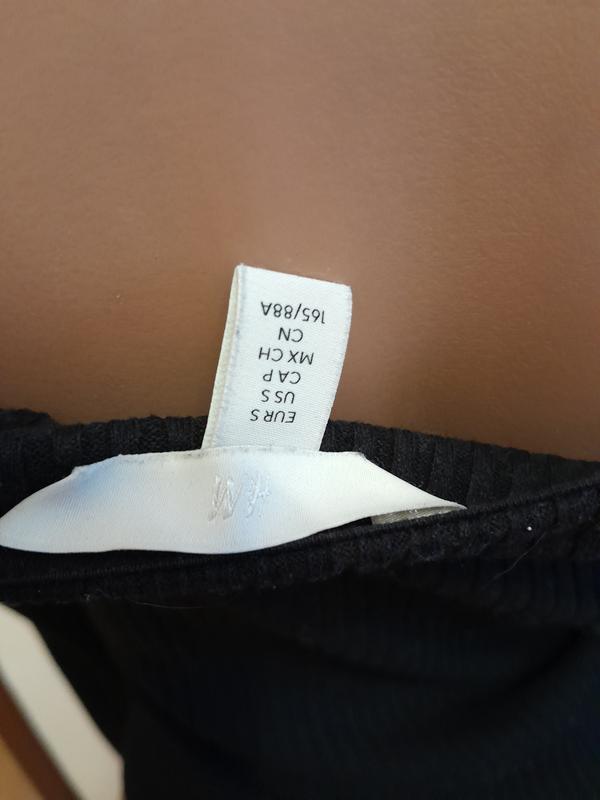 H&M
EUR S
US S
CA P
MX CH
CN
165/88A